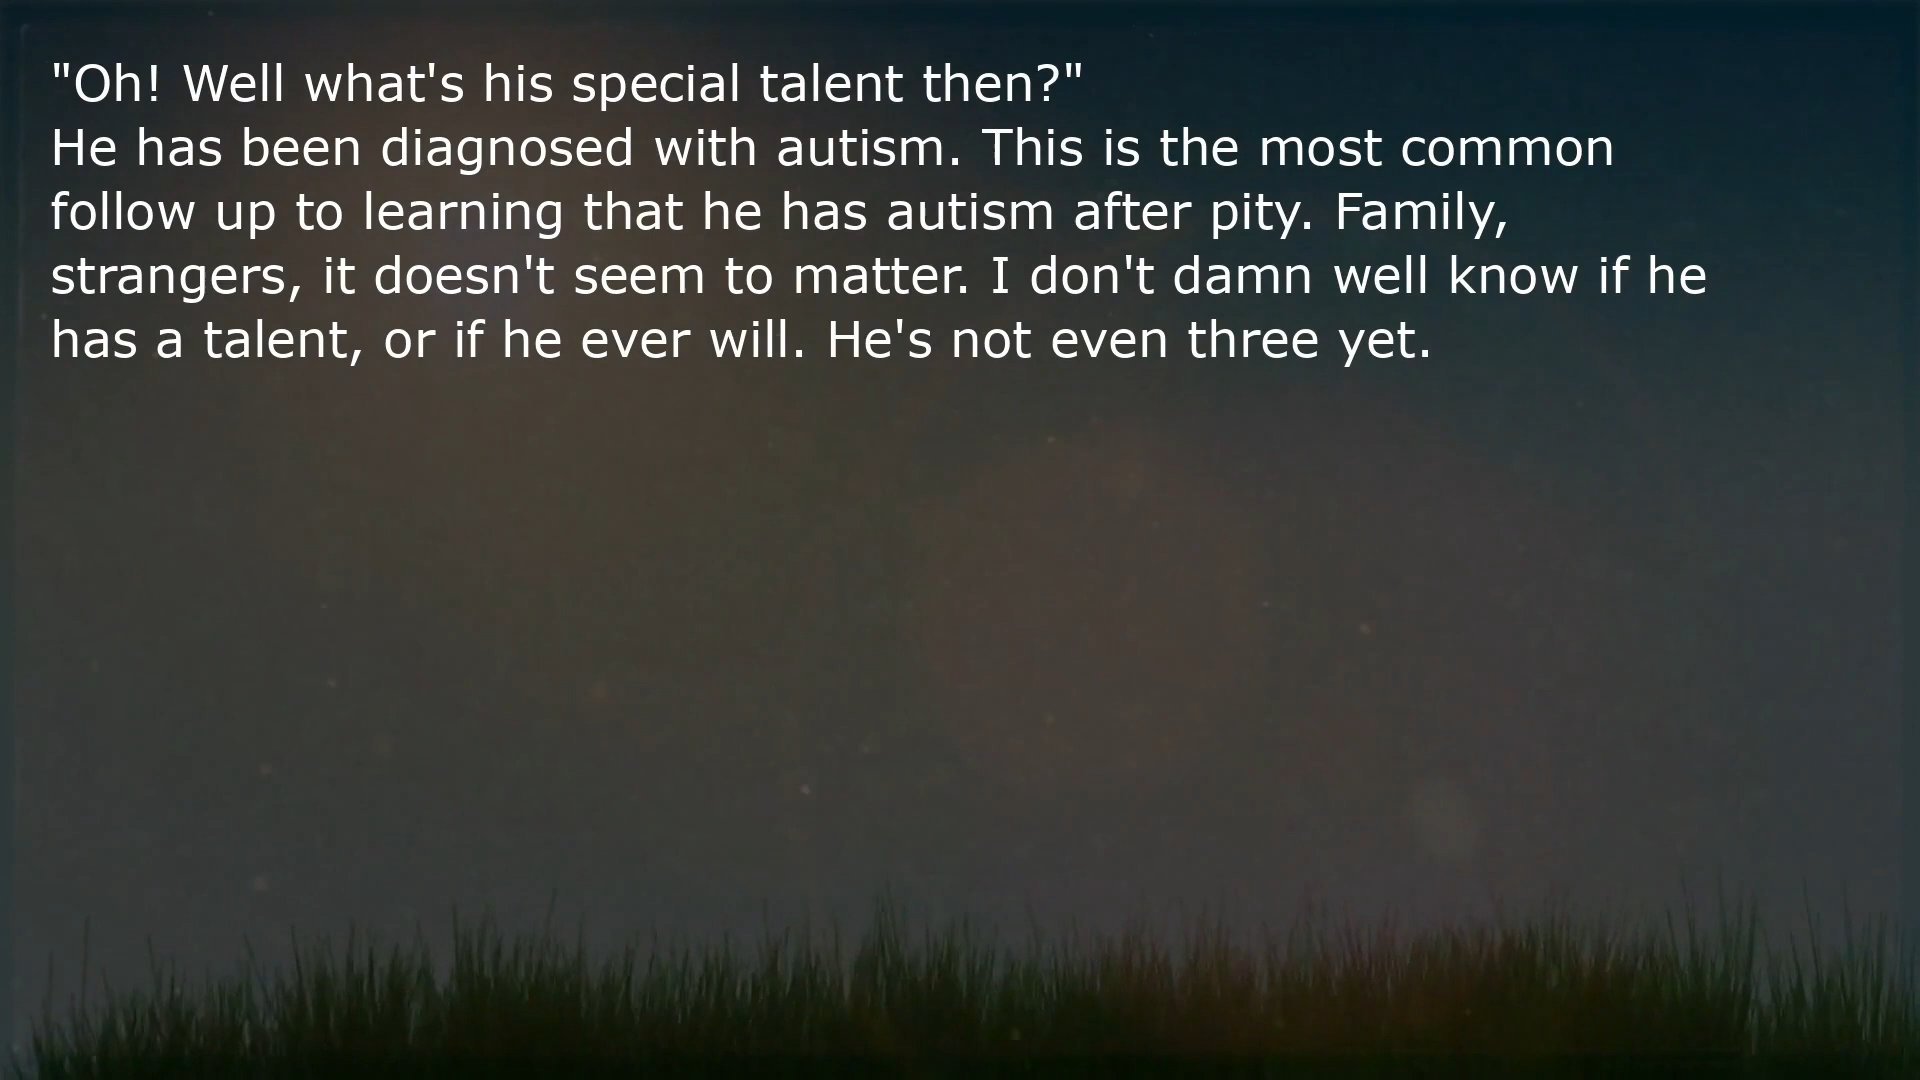 "Oh! Well what's his special talent then?"
He has been diagnosed with autism. This is the most common
follow up to learning that he has autism after pity. Family,
strangers, it doesn't seem to matter. I don't damn well know if he
has a talent, or if he ever will. He's not even three yet.